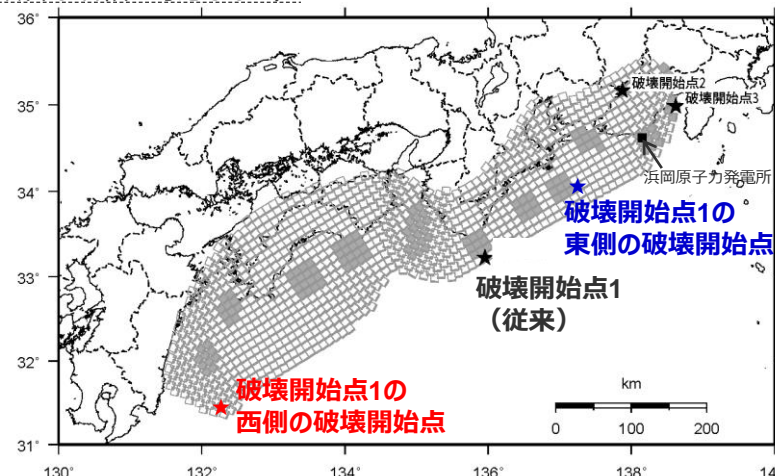 36°
35°
34°
33°
32°
31°
破壊開始点2
破壊開始点3
浜岡原子力発電所
破壊開始点1の
東側の破壊開始点
破壊開始点1
（従来）
破壊開始点1の
西側の破壊開始点
km
0 100 200
130° 132° 134° 136° 138° 14